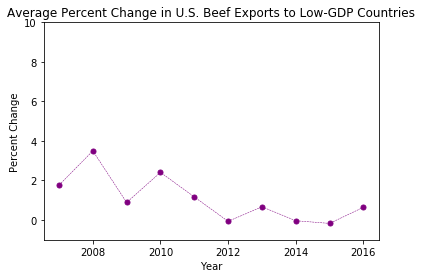 Average Percent Change in U.S. Beef Exports to Low-GDP Countries
10
8
6
4
2
0
Percent Change
2008 2010 2012 2014 2016
Year